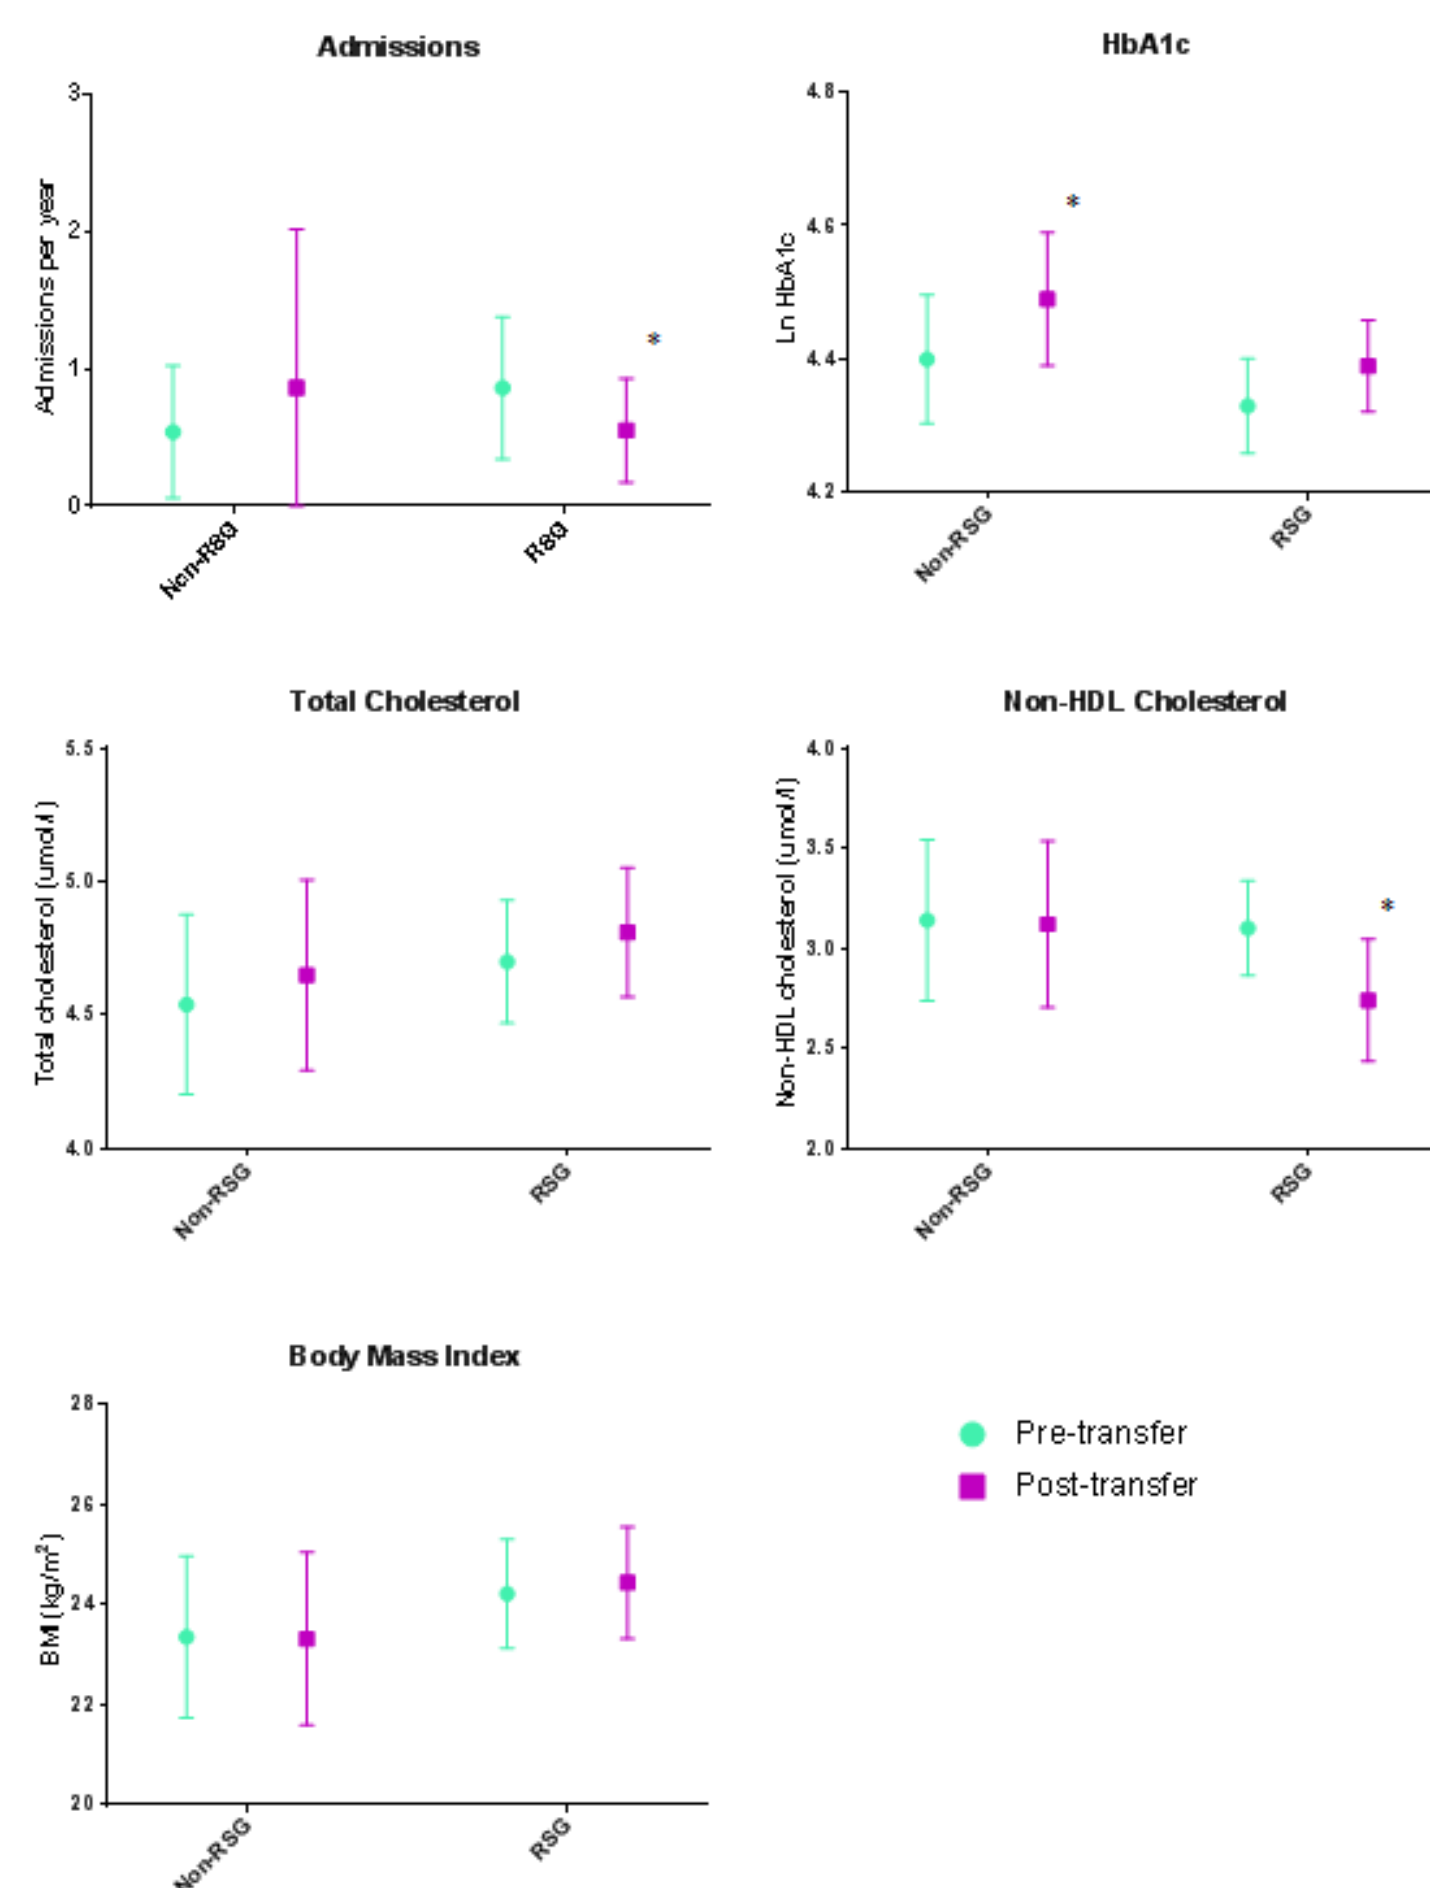 Admissions
3
2
1
0
Admissions per year
Non-RSG
RSG
*
HbA1c
4.8
4.6
4.4
4.2
Ln HbA1c
Non-RSG
RSG
*
Total Cholesterol
5.5
5.0
4.5
4.0
Total cholesterol (umol/l)
Non-RSG
RSG
Non-HDL Cholesterol
4.0
3.5
3.0
2.5
2.0
Non-HDL cholesterol (umol/l)
Non-RSG
RSG
*
Body Mass Index
28
26
24
22
20
BMI (kg/m²)
Non-RSG
RSG
Pre-transfer
Post-transfer